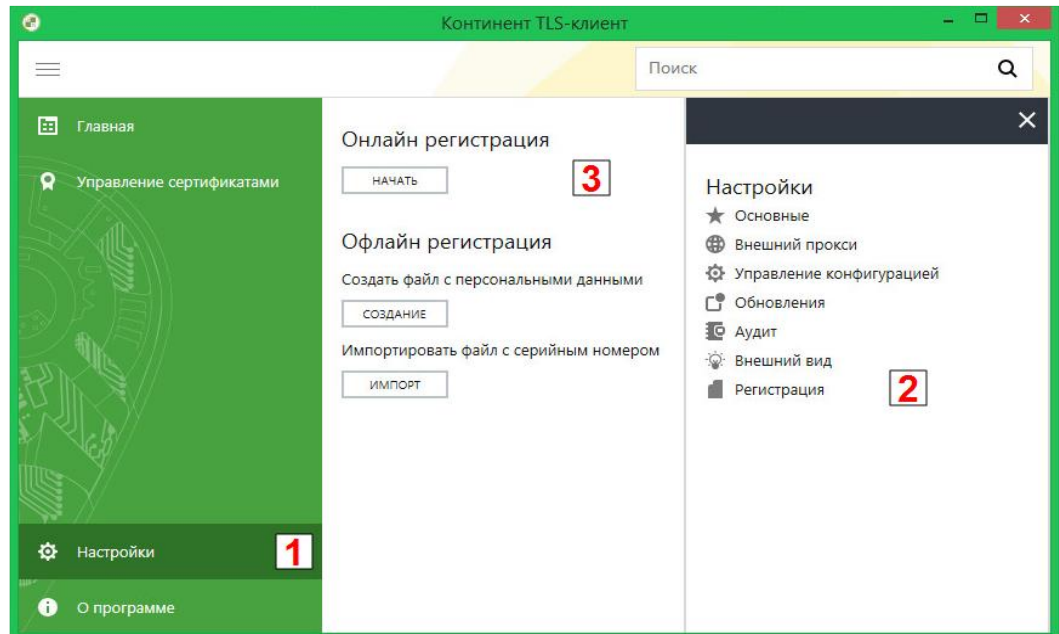 Континент TLS-клиент
Поиск
Главная
Управление сертификатами
Настройки
1
О программе
Онлайн регистрация
НАЧАТЬ
3
Офлайн регистрация
Создать файл с персональными данными
СОЗДАНИЕ
Импортировать файл с серийным номером
ИМПОРТ
Настройки
Основные
Внешний прокси
Управление конфигурацией
Обновления
Аудит
Внешний вид
Регистрация
2